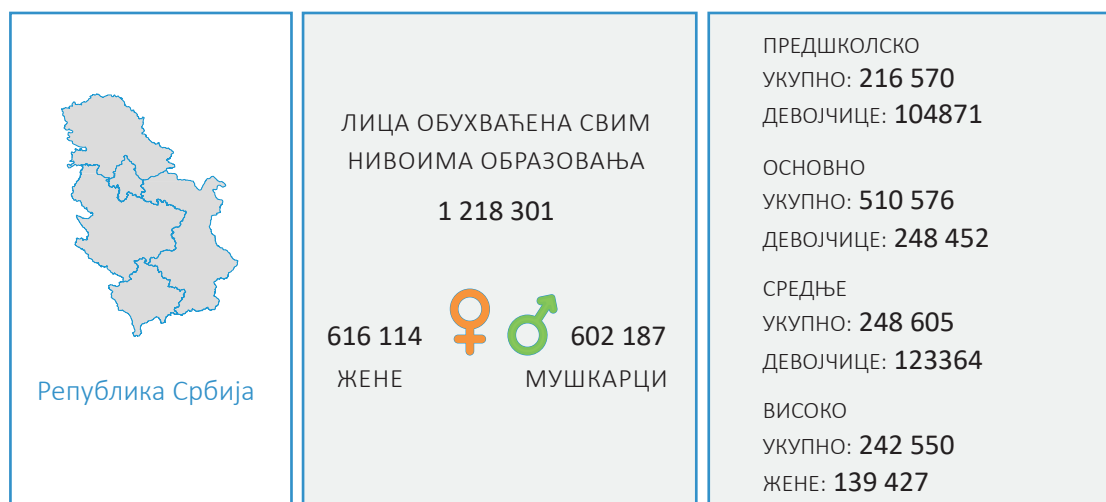 Република Србија
ЛИЦА ОБУХВАЋЕНА СВИМ
НИВОИМА ОБРАЗОВАЊА
1 218 301
616 114
602 187
ЖЕНЕ
МУШКАРЦИ
ПРЕДШКОЛСКО
УКУПНО: 216 570
ДЕВОЈЧИЦЕ: 104871
ОСНОВНО
УКУПНО: 510 576
ДЕВОЈЧИЦЕ: 248 452
СРЕДЊЕ
УКУПНО: 248 605
ДЕВОЈЧИЦЕ: 123364
ВИСОКО
УКУПНО: 242 550
ЖЕНЕ: 139 427